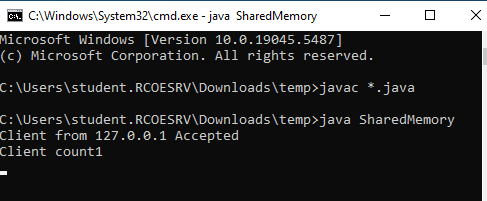 C:\Windows\System32\cmd.exe - java  SharedMemory
Microsoft Windows [Version 10.0.19045.5487]
(c) Microsoft Corporation. All rights reserved.
C:\Users\student.RCOESRV\Downloads\temp>javac *.java
C:\Users\student.RCOESRV\Downloads\temp>java SharedMemory
Client from 127.0.0.1 Accepted
Client count1